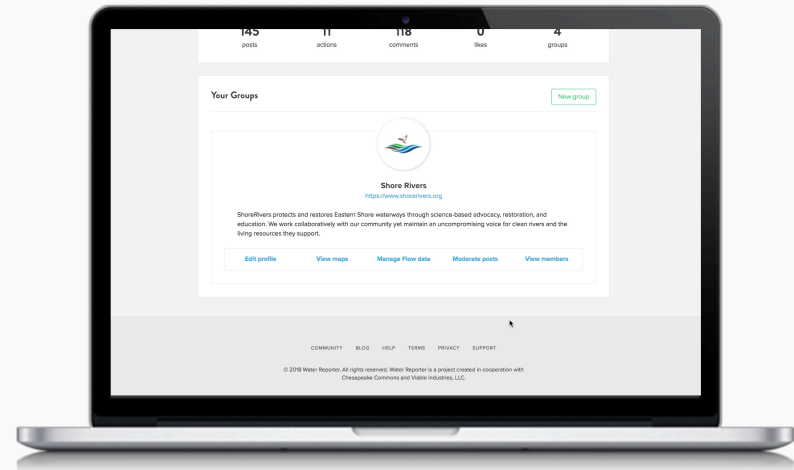 145 11 118 0 4
posts actions comments likes groups
Your Groups
New group
Shore Rivers
https://www.shorerivers.org
ShoreRivers protects and restores Eastern Shore waterways through science-based advocacy, restoration, and
education. We work collaboratively with our community yet maintain an uncompromising voice for clean rivers and the
living resources they support.
Edit profile View maps Manage Flow data Moderate posts View members
COMMUNITY BLOG HELP TERMS PRIVACY SUPPORT
© 2018 Water Reporter. All rights reserved. Water Reporter is a project created in cooperation with
Chesapeake Commons and Viable Industries, LLC.